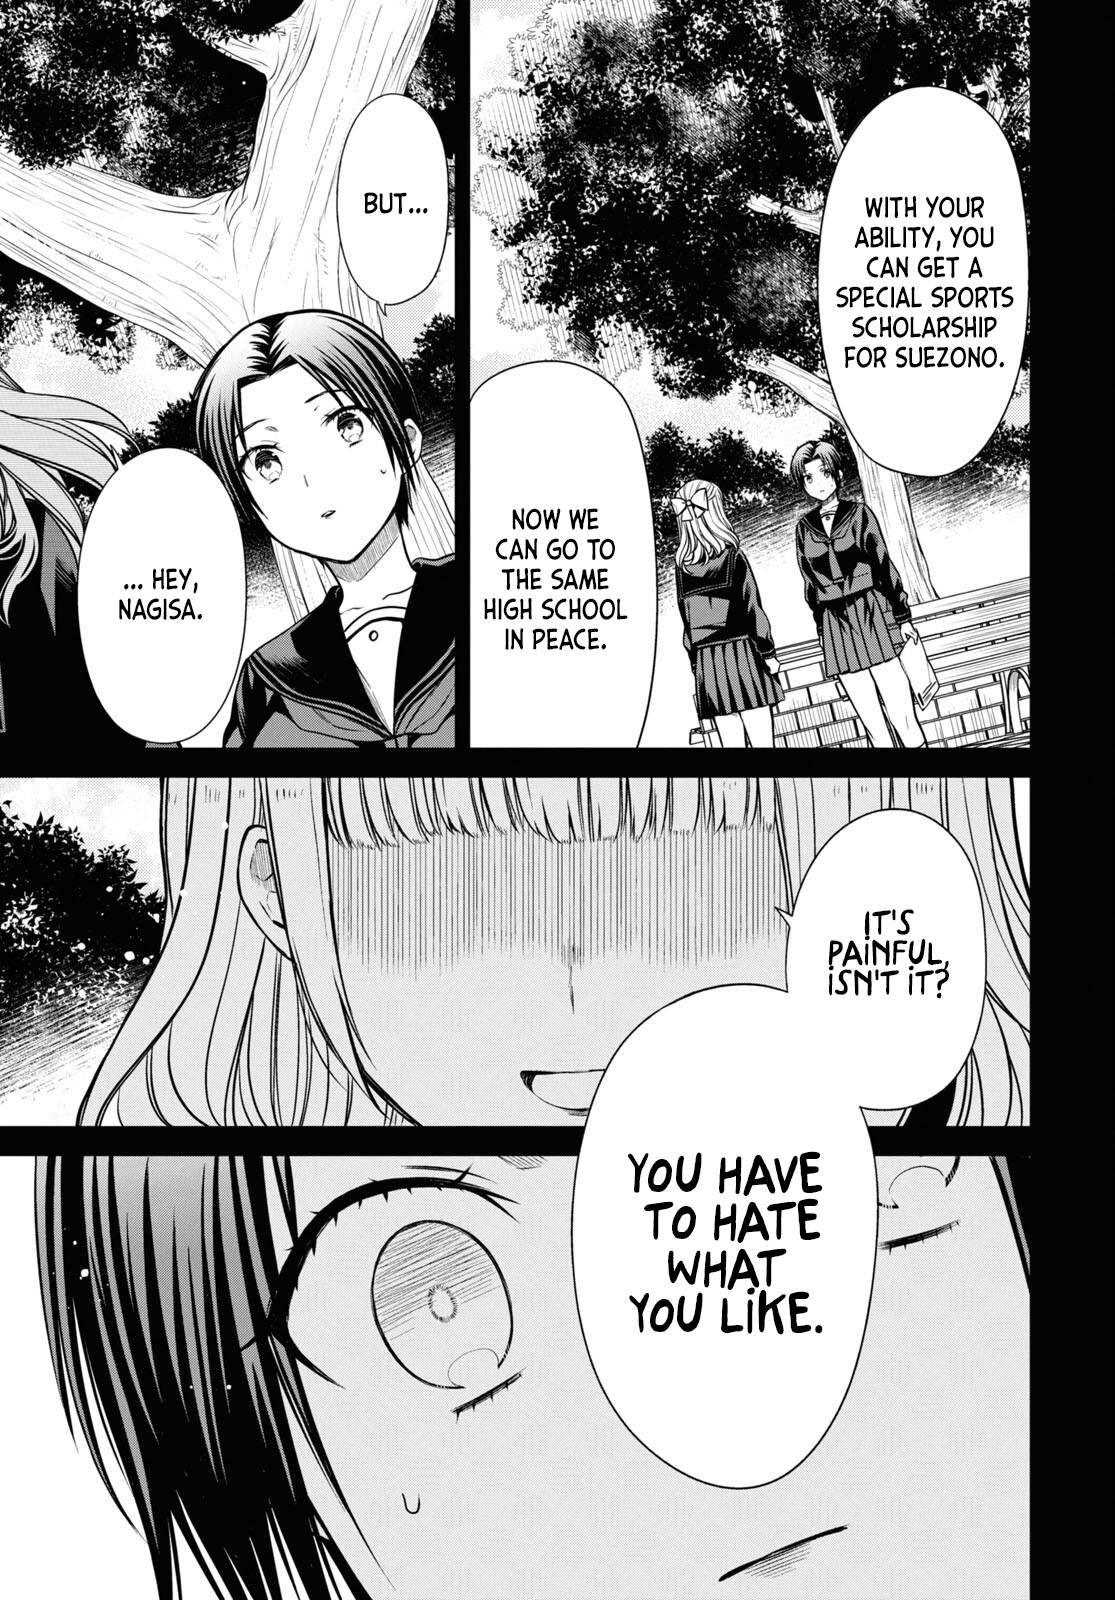 WITH YOUR
ABILITY, YOU
CAN GET A
SPECIAL SPORTS
SCHOLARSHIP
FOR SUEZONO.
NOW WE
CAN GO TO
THE SAME
HIGH SCHOOL
IN PEACE.
BUT...
... HEY,
NAGISA.
IT'S
PAINFUL,
ISN'T IT?
YOU HAVE
TO HATE
WHAT
YOU LIKE.